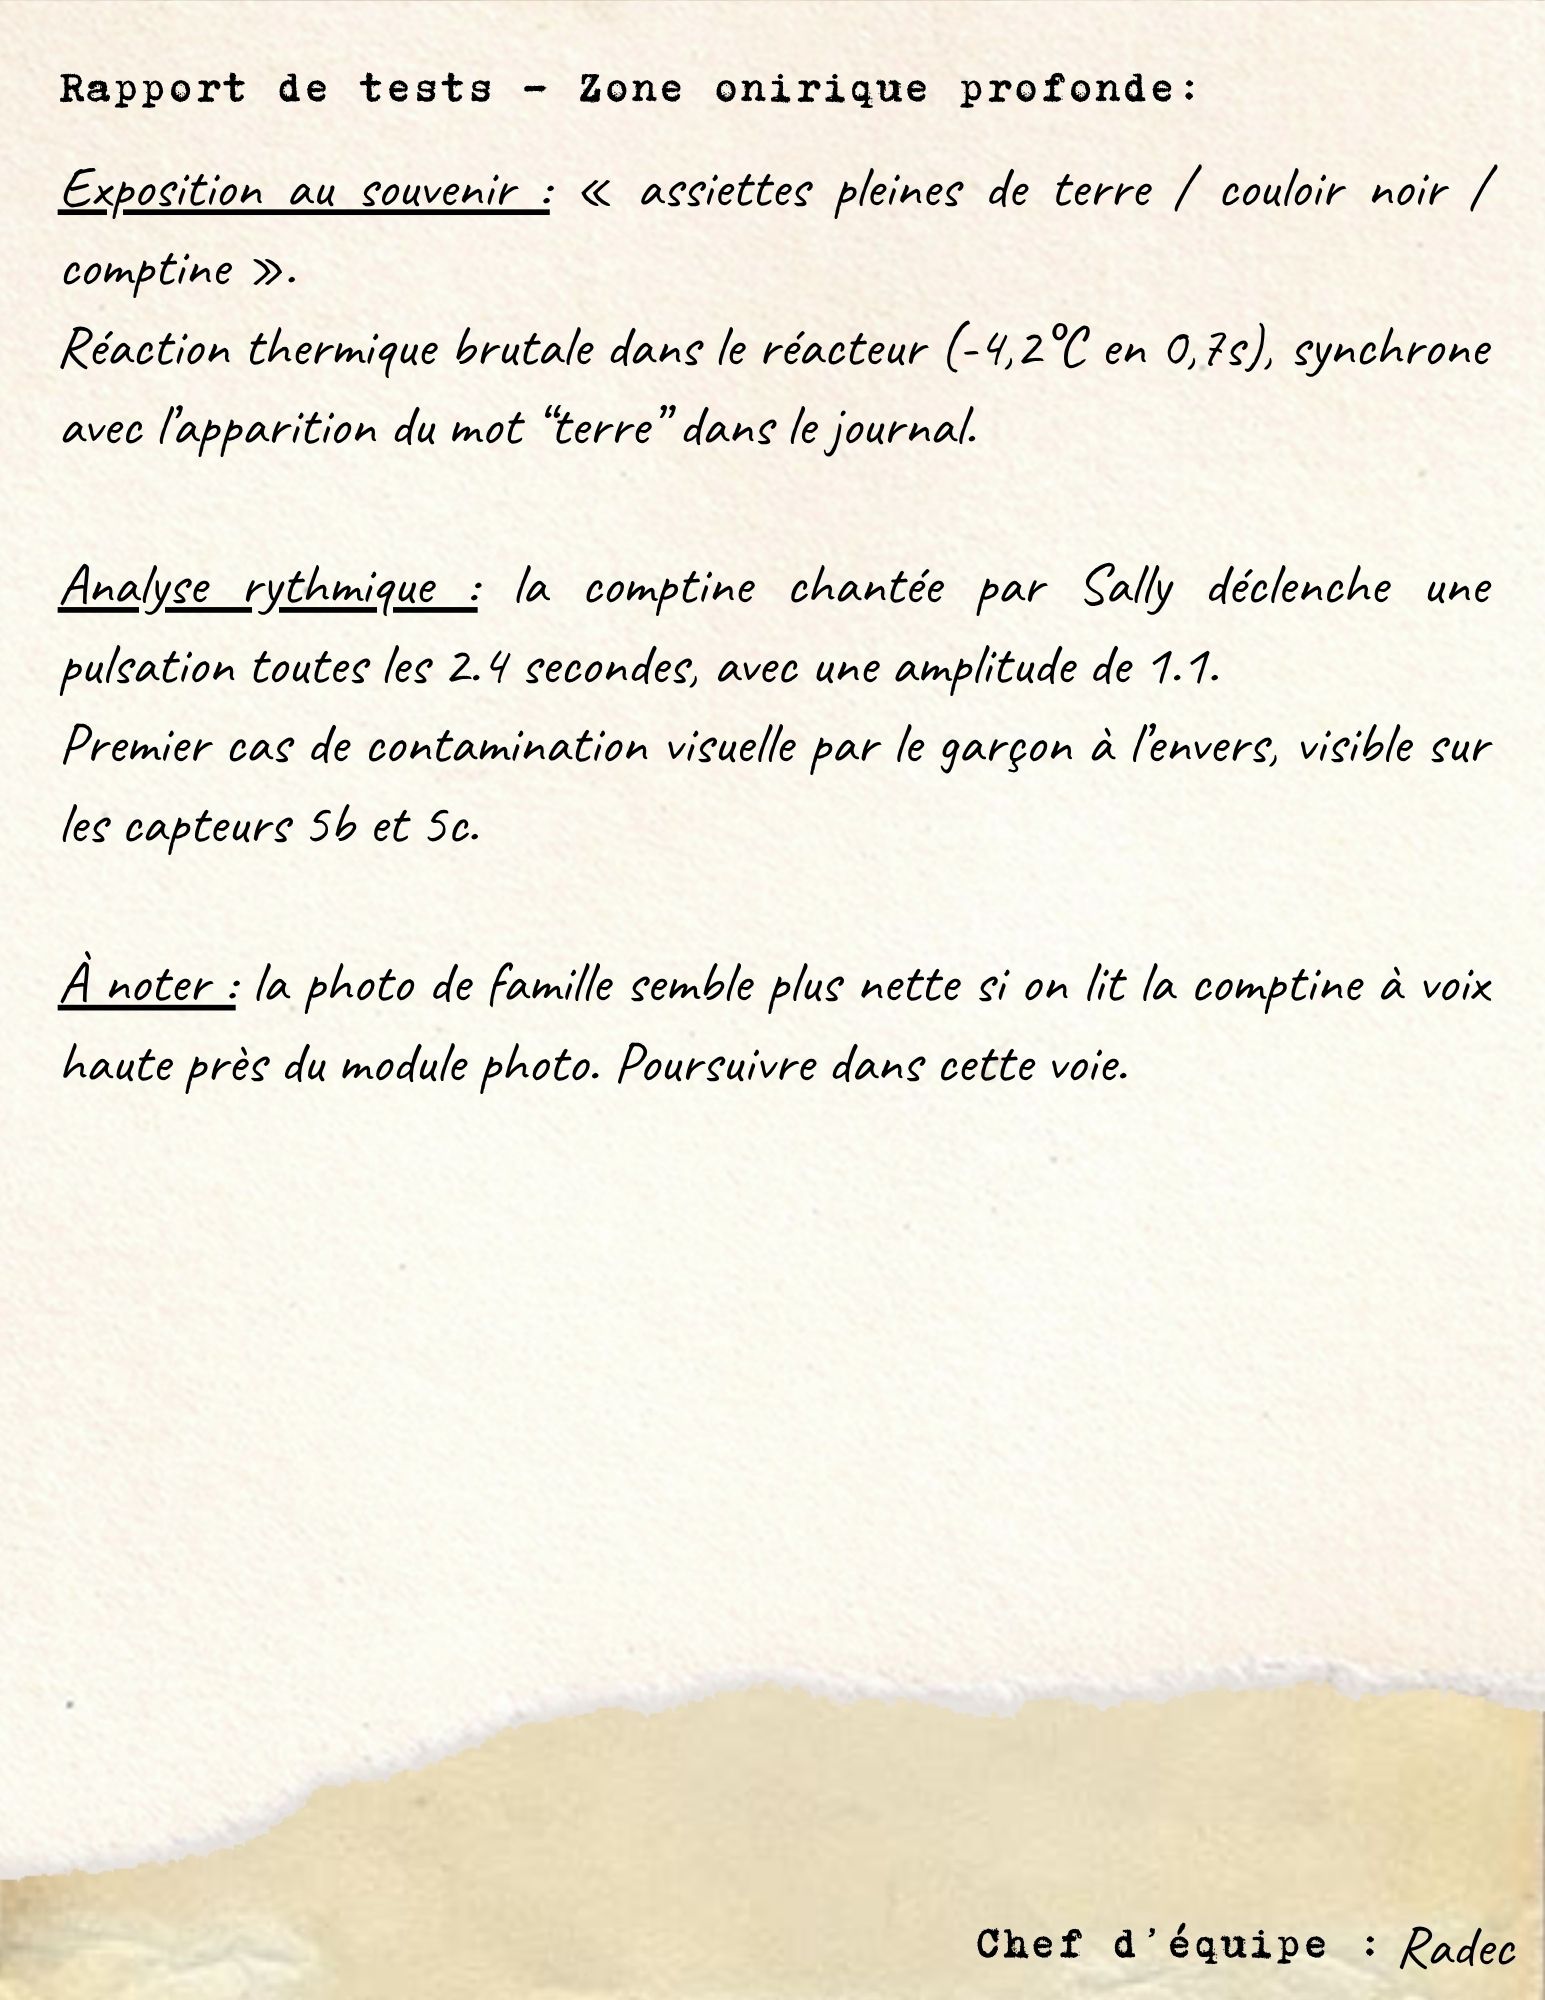 Rapport de tests - Zone onirique profonde:
Exposition au souvenir : « assiettes pleines de terre / couloir noir /
comptine ».
Réaction thermique brutale dans le réacteur (-4,2°C en 0,7s), synchrone
avec l’apparition du mot “terre” dans le journal.
Analyse rythmique : la comptine chantée par Sally déclenche une
pulsation toutes les 2.4 secondes, avec une amplitude de 1.1.
Premier cas de contamination visuelle par le garçon à l’envers, visible sur
les capteurs 5b et 5c.
À noter : la photo de famille semble plus nette si on lit la comptine à voix
haute près du module photo. Poursuivre dans cette voie.
Chef d'équipe : Radec